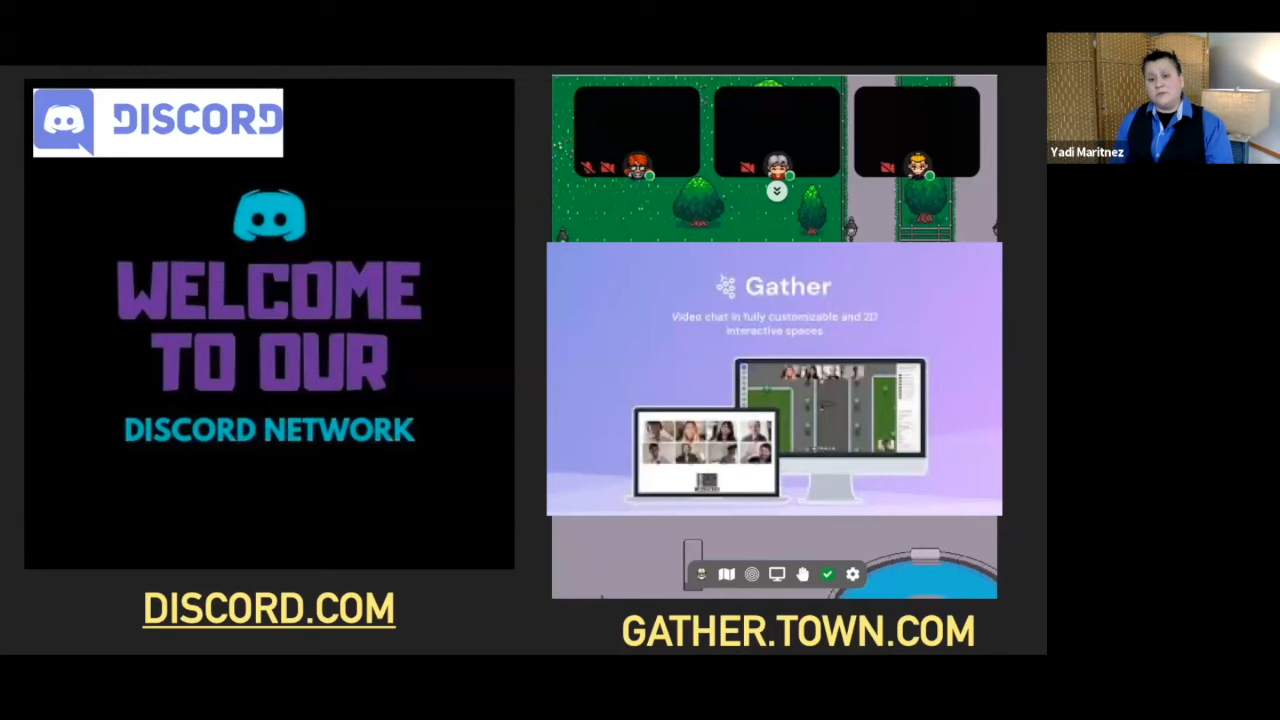 DISCORD
WELCOME
TO OUR
DISCORD NETWORK
DISCORD.COM
Gather
Video chat in fully customizable and 2D
interactive spaces
GATHER.TOWN.COM
Yadi Maritnez